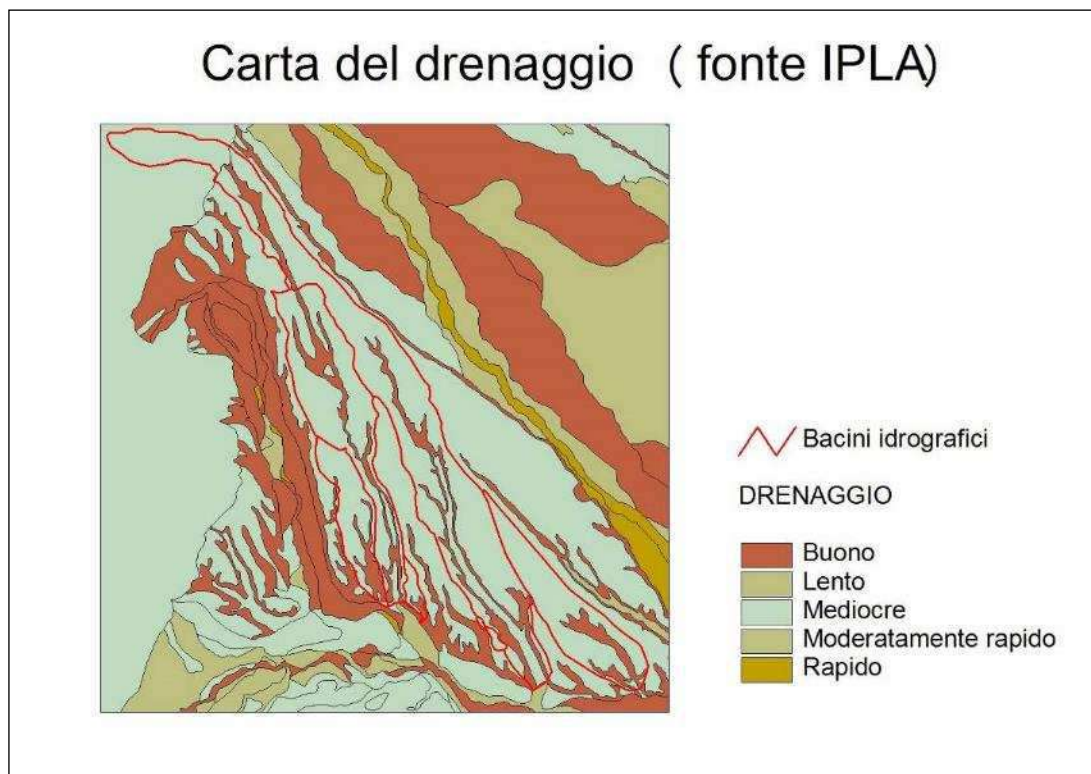 Carta del drenaggio ( fonte IPLA)
Bacini idrografici
DRENAGGIO
Buono
Lento
Mediocre
Moderatamente rapido
Rapido